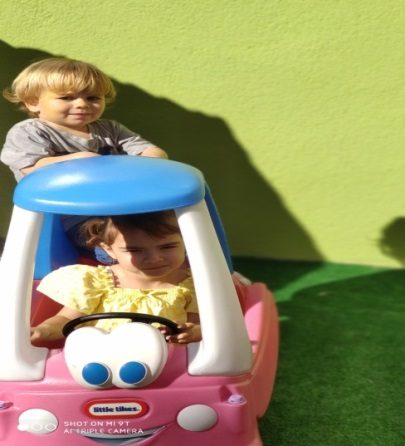 little tikes
SHOT ON MI 9T
AI TRIPLE CAMERA